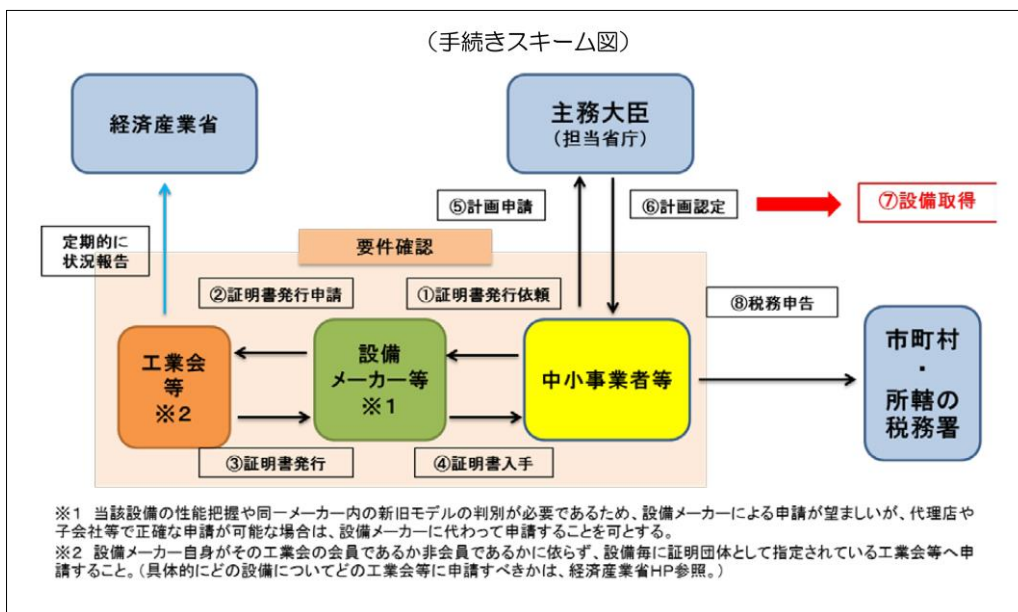 （手続きスキーム図）
経済産業省
主務大臣
（担当省庁）
⑤計画申請
⑥計画認定
⑦設備取得
定期的に
状況報告
要件確認
②証明書発行申請
①証明書発行依頼
⑧税務申告
工業会
等
※２
設備
メーカー等
※１
中小事業者等
市町村
・
所轄の
税務署
③証明書発行
④証明書入手
※１　当該設備の性能把握や同一メーカー内の新旧モデルの判別が必要であるため、設備メーカーによる申請が望ましいが、代理店や
子会社等で正確な申請が可能な場合は、設備メーカーに代わって申請することを可とする。
※２　設備メーカー自身がその工業会の会員であるか非会員であるかに依らず、設備毎に証明団体として指定されている工業会等へ申
請すること。（具体的にどの設備についてどの工業会等に申請すべきかは、経済産業省HP参照。）